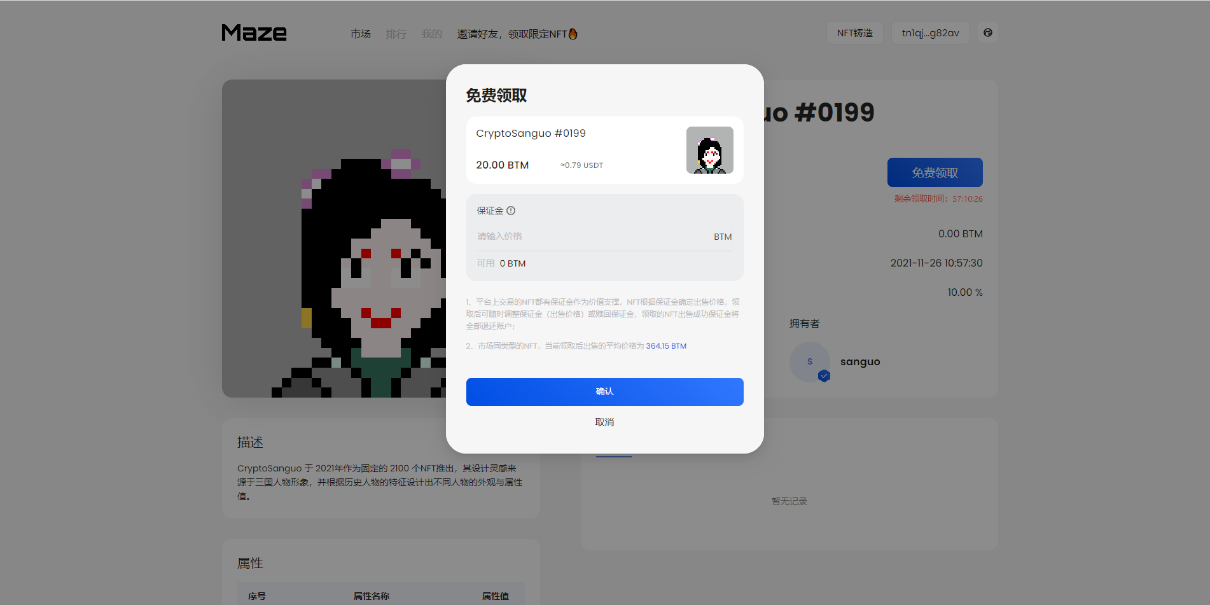 Maze
市场
排行
我的
邀请好友，领取限定NFT🔥
NFT铸造
tn1qj...g82av
免费领取
CryptoSanguo #0199
20.00 BTM
≈0.79 USDT
保证金
请输入价格
BTM
可用 0 BTM
1、平台上交易的NFT都有保证金作为价值支撑，NFT根据保证金确定出售价格，领
取后可随时调整保证金（出售价格）或赎回保证金，领取的NFT出售成功保证金将
全部退还账户；
2、市场同类型的NFT，当前领取后出售的平均价格为 364.15 BTM
确认
取消
uo #0199
免费领取
剩余领取时间：57:10:26
0.00 BTM
2021-11-26 10:57:30
10.00 %
拥有者
S
sanguo
描述
CryptoSanguo 于 2021年作为固定的 2100 个NFT推出，其设计灵感来
源于三国人物形象，并根据历史人物的特征设计出不同人物的外观与属性
值。
暂无记录
属性
序号
属性名称
属性值